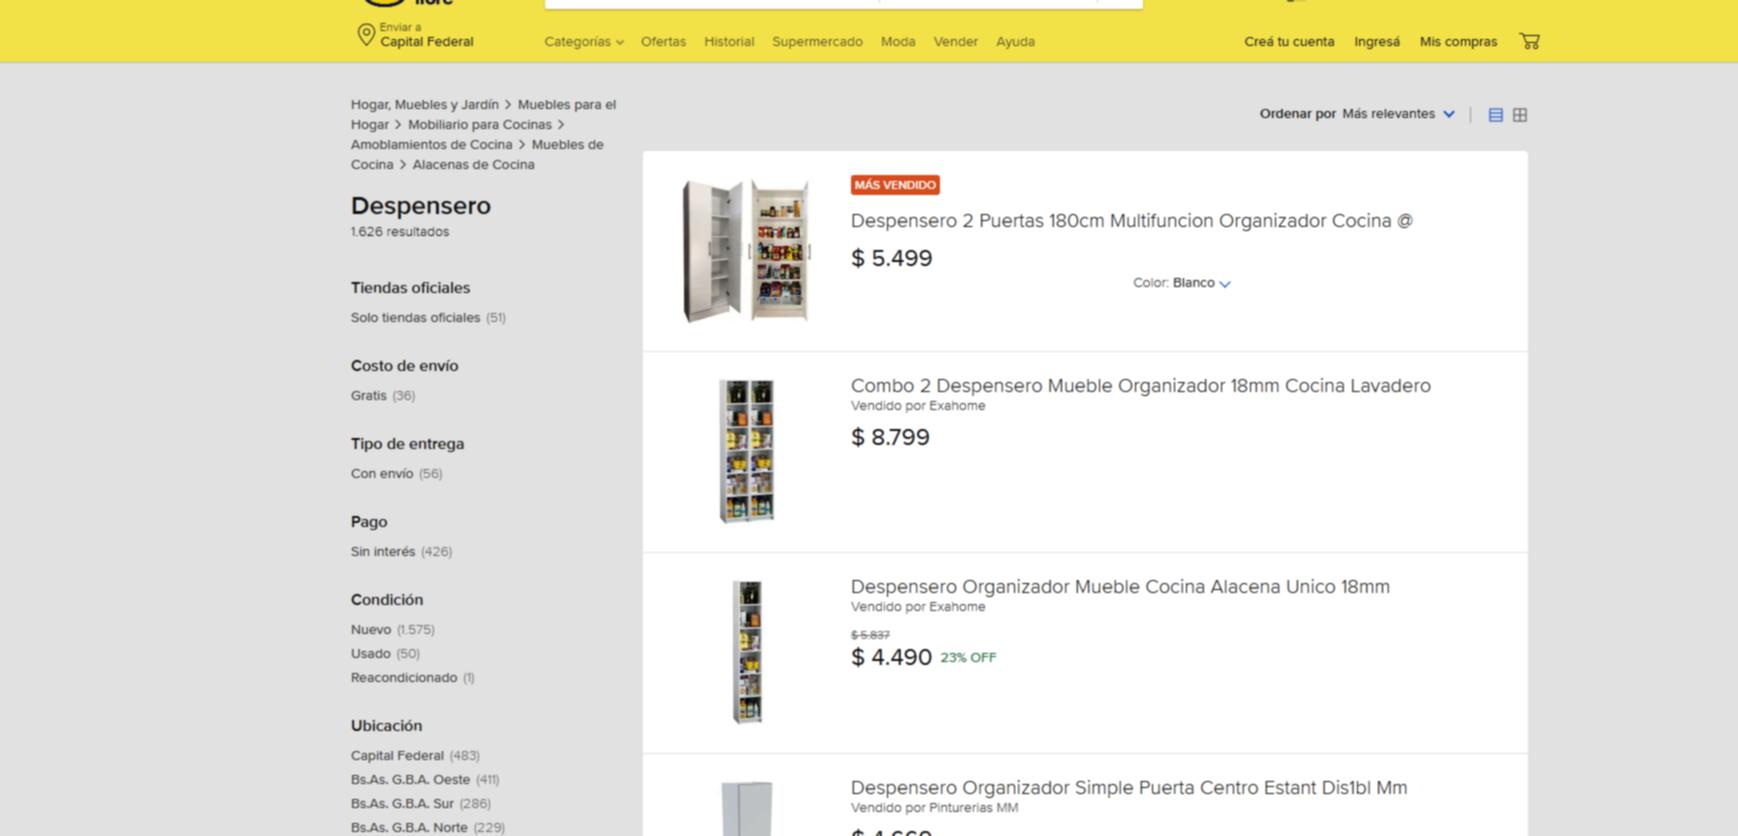 Enviar a
Capital Federal
Categorías
Ofertas
Historial
Supermercado
Moda
Vender
Ayuda
Creá tu cuenta
Ingresá
Mis compras
Hogar, Muebles y Jardín > Muebles para el
Hogar > Mobiliario para Cocinas >
Amoblamientos de Cocina > Muebles de
Cocina > Alacenas de Cocina
Despensero
1.626 resultados
Tiendas oficiales
Solo tiendas oficiales (51)
Costo de envío
Gratis (36)
Tipo de entrega
Con envío (56)
Pago
Sin interés (426)
Condición
Nuevo (1.575)
Usado (50)
Reacondicionado (1)
Ubicación
Capital Federal (483)
Bs.As. G.B.A. Oeste (411)
Bs.As. G.B.A. Sur (286)
Bs.As. G.B.A. Norte (229)
Ordenar por Más relevantes
MÁS VENDIDO
Despensero 2 Puertas 180cm Multifuncion Organizador Cocina @
$ 5.499
Color: Blanco
Combo 2 Despensero Mueble Organizador 18mm Cocina Lavadero
Vendido por Exahome
$ 8.799
Despensero Organizador Mueble Cocina Alacena Unico 18mm
Vendido por Exahome
$ 5.837
$ 4.490 23% OFF
Despensero Organizador Simple Puerta Centro Estant Dis1bl Mm
Vendido por Pinturerias MM